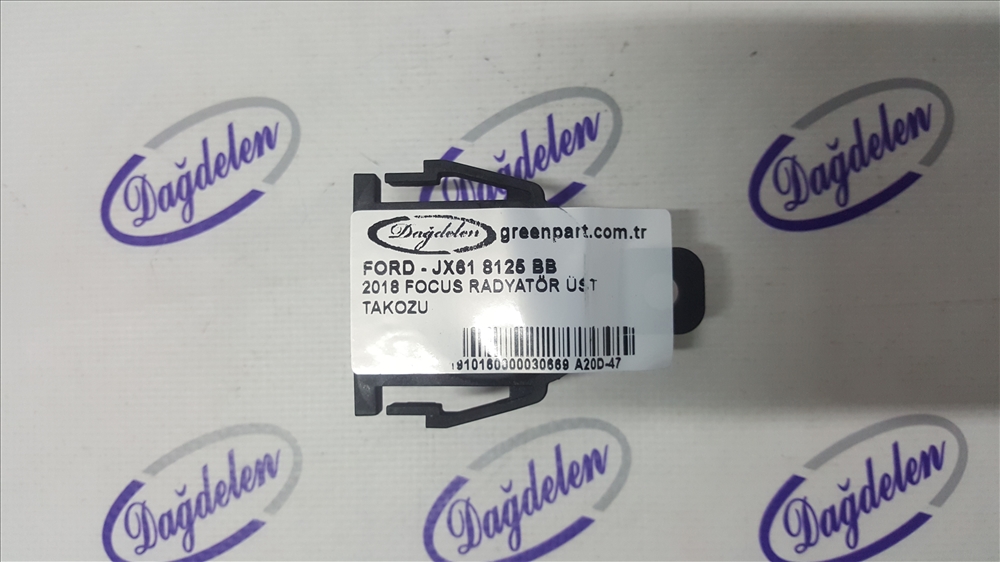 Dağdelen
Dağdelen
Dağdelen
Dağdelen greenpart.com.tr
FORD - JX61 8125 BB
2018 FOCUS RADYATÖR ÜST
TAKOZU
1910160300030669 A20D-47
Dağdelen
Dağdelen
Dağdelen